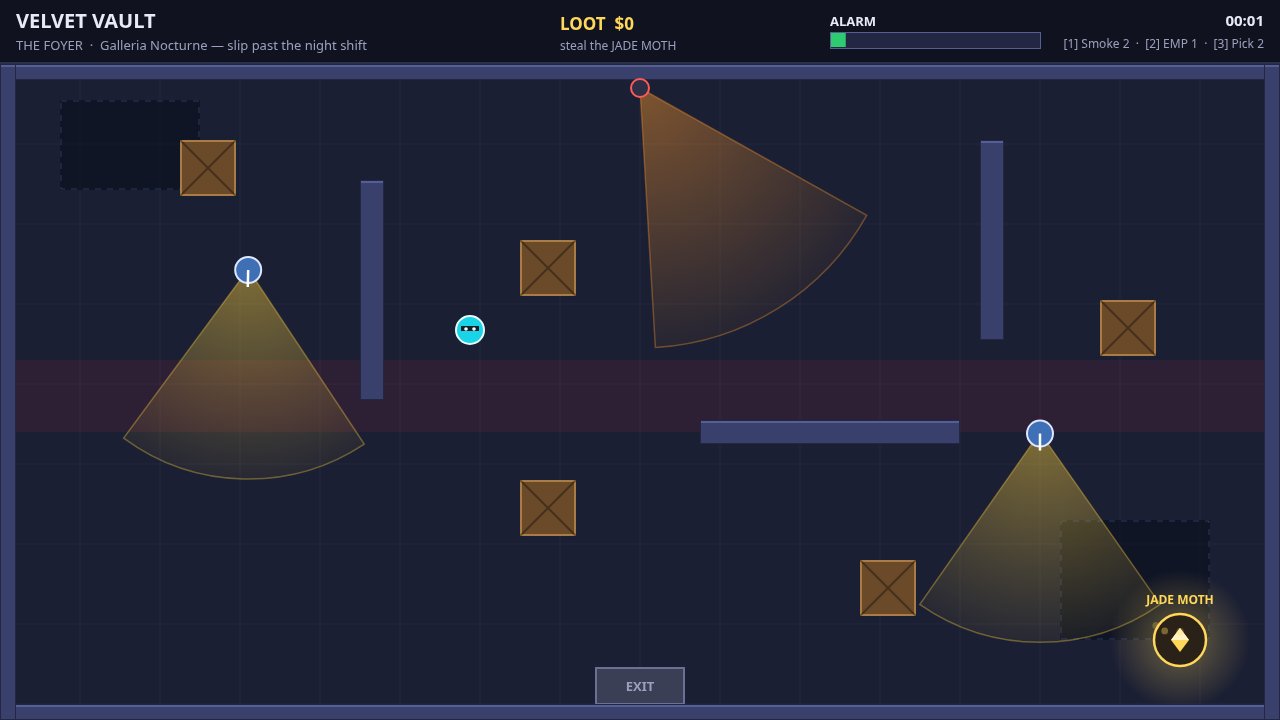 VELVET VAULT
THE FOYER · Galleria Nocturne — slip past the night shift
LOOT $0
steal the JADE MOTH
ALARM
00:01
[1] Smoke 2 · [2] EMP 1 · [3] Pick 2
JADE MOTH
EXIT